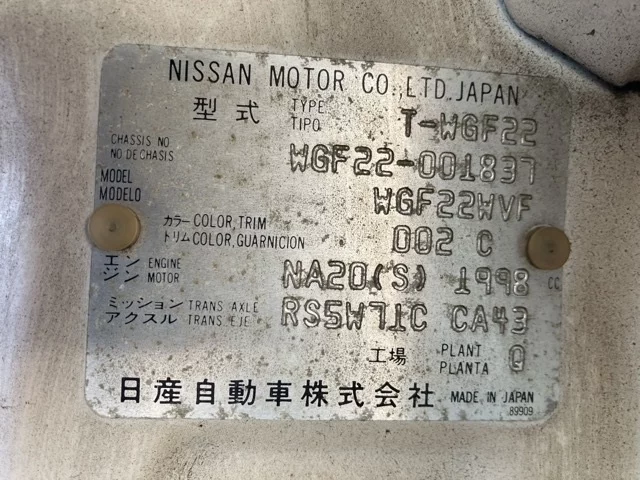 NISSAN MOTOR CO.,LTD.JAPAN
型式 TYPE TIPO T-WGF22
CHASSIS NO NO DE CHASIS WGF22-001837
MODEL MODELO WGF22WVF
カラー COLOR,TRIM トリム COLOR,GUARNICION 002 C
エンジン ENGINE MOTOR NA20(S) 1998 CC
ミッション TRANS AXLE アクスル TRANS EJE RS5W71C CA43
工場 PLANT PLANTA Q
日産自動車株式会社 MADE IN JAPAN
89909